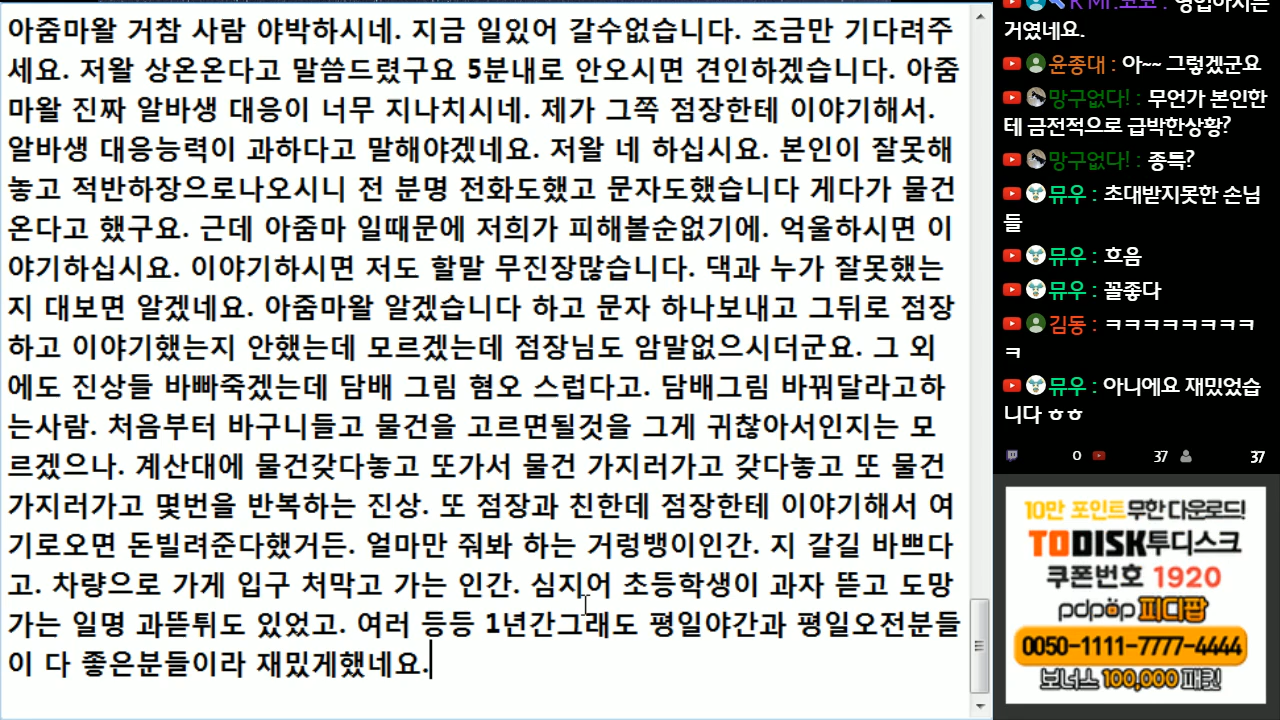 아줌마왈 거참 사람 야박하시네. 지금 일있어 갈수없습니다. 조금만 기다려주
세요. 저왈 상온온다고 말씀드렸구요 5분내로 안오시면 견인하겠습니다. 아줌
마왈 진짜 알바생 대응이 너무 지나치시네. 제가 그쪽 점장한테 이야기해서.
알바생 대응능력이 과하다고 말해야겠네요. 저왈 네 하십시요. 본인이 잘못해
놓고 적반하장으로나오시니 전 분명 전화도했고 문자도했습니다 게다가 물건
온다고 했구요. 근데 아줌마 일때문에 저희가 피해볼순없기에. 억울하시면 이
야기하십시요. 이야기하시면 저도 할말 무진장많습니다. 댁과 누가 잘못했는
지 대보면 알겠네요. 아줌마왈 알겠습니다 하고 문자 하나보내고 그뒤로 점장
하고 이야기했는지 안했는데 모르겠는데 점장님도 암말없으시더군요. 그 외
에도 진상들 바빠죽겠는데 담배 그림 혐오 스럽다고. 담배그림 바꿔달라고하
는사람. 처음부터 바구니들고 물건을 고르면될것을 그게 귀찮아서인지는 모
르겠으나. 계산대에 물건갖다놓고 또가서 물건 가지러가고 갖다놓고 또 물건
가지러가고 몇번을 반복하는 진상. 또 점장과 친한데 점장한테 이야기해서 여
기로오면 돈빌려준다했거든. 얼마만 줘봐 하는 거렁뱅이인간. 지 갈길 바쁘다
고. 차량으로 가게 입구 처막고 가는 인간. 심지어 초등학생이 과자 뜯고 도망
가는 일명 과뜯튀도 있었고. 여러 등등 1년간그래도 평일야간과 평일오전분들
이 다 좋은분들이라 재밌게했네요.
거였네요.
윤종대 : 아~~ 그렇겠군요
망구없다! : 무언가 본인한
테 금전적으로 급박한상황?
망구없다! : 종특?
뮤우 : 초대받지못한 손님
들
뮤우 : 흐음
뮤우 : 꼴좋다
김동 : ㅋㅋㅋㅋㅋㅋㅋㅋ
ㅋ
뮤우 : 아니에요 재밌었습
니다 ㅎㅎ
0 37 37
10만 포인트 무한 다운로드!
TODISK투디스크
쿠폰번호 1920
pdpop 피디팝
0050-1111-7777-4444
보너스 100,000 패킷